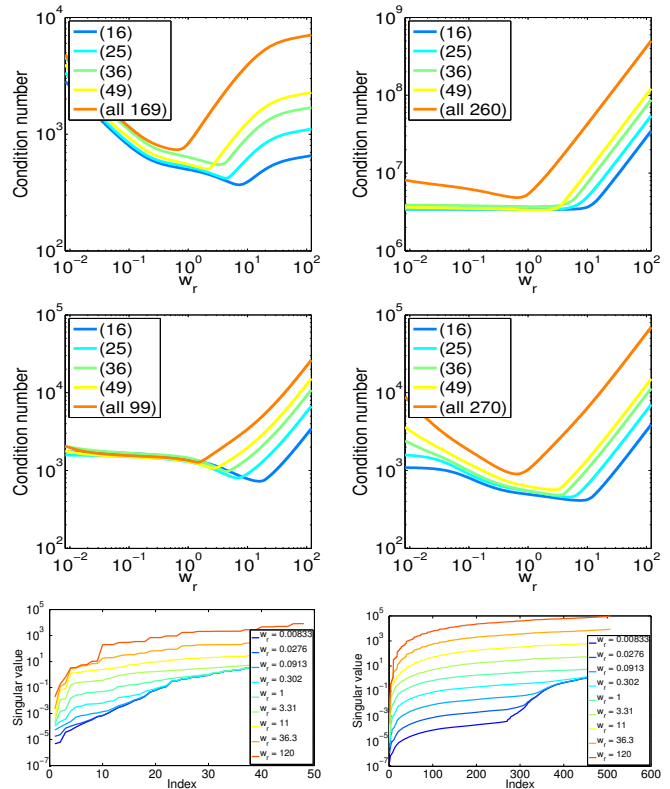 10^4
10^3
10^2
Condition number
(16)
(25)
(36)
(49)
(all 169)
10^-2 10^-1 10^0 10^1 10^2
w_r
10^9
10^8
10^7
10^6
Condition number
(16)
(25)
(36)
(49)
(all 260)
10^-2 10^-1 10^0 10^1 10^2
w_r
10^5
10^4
10^3
10^2
Condition number
(16)
(25)
(36)
(49)
(all 99)
10^-2 10^-1 10^0 10^1 10^2
w_r
10^5
10^4
10^3
10^2
Condition number
(16)
(25)
(36)
(49)
(all 270)
10^-2 10^-1 10^0 10^1 10^2
w_r
10^5
10^3
10^1
10^-1
10^-3
10^-5
10^-7
Singular value
w_r = 0.00833
w_r = 0.0276
w_r = 0.0913
w_r = 0.302
w_r = 1
w_r = 3.31
w_r = 11
w_r = 36.3
w_r = 120
0 10 20 30 40 50
Index
10^5
10^3
10^1
10^-1
10^-3
10^-5
10^-7
Singular value
w_r = 0.00833
w_r = 0.0276
w_r = 0.0913
w_r = 0.302
w_r = 1
w_r = 3.31
w_r = 11
w_r = 36.3
w_r = 120
0 100 200 300 400 500 600
Index